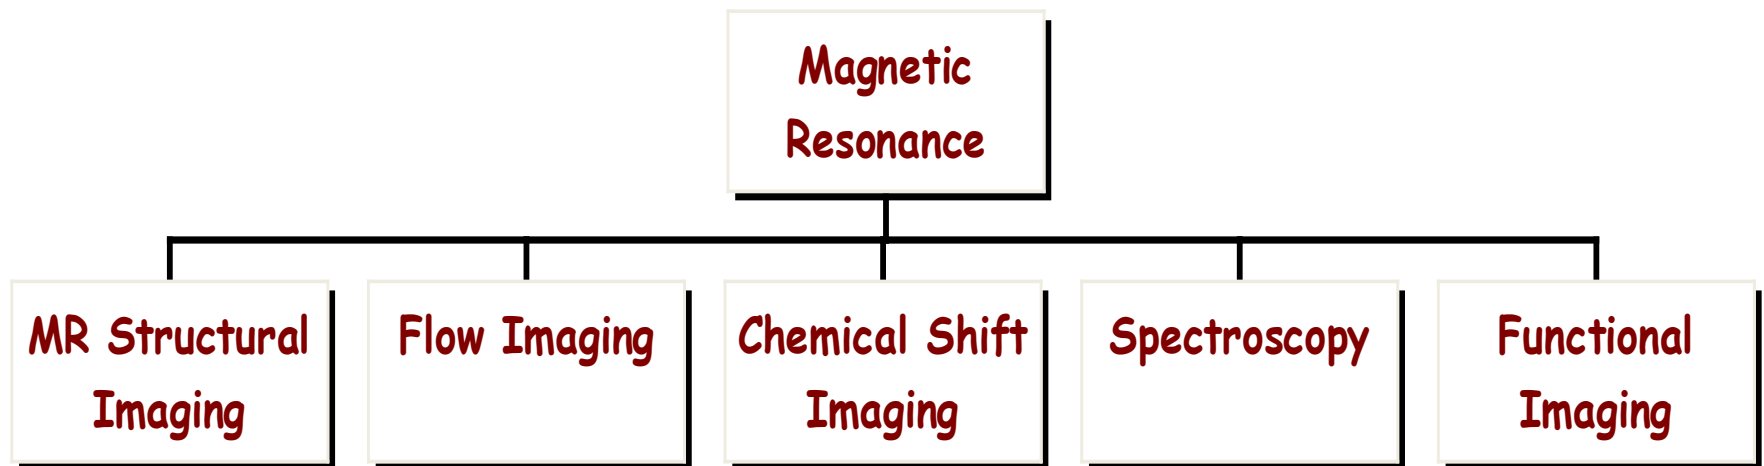 Magnetic
Resonance
MR Structural
Imaging
Flow Imaging
Chemical Shift
Imaging
Spectroscopy
Functional
Imaging